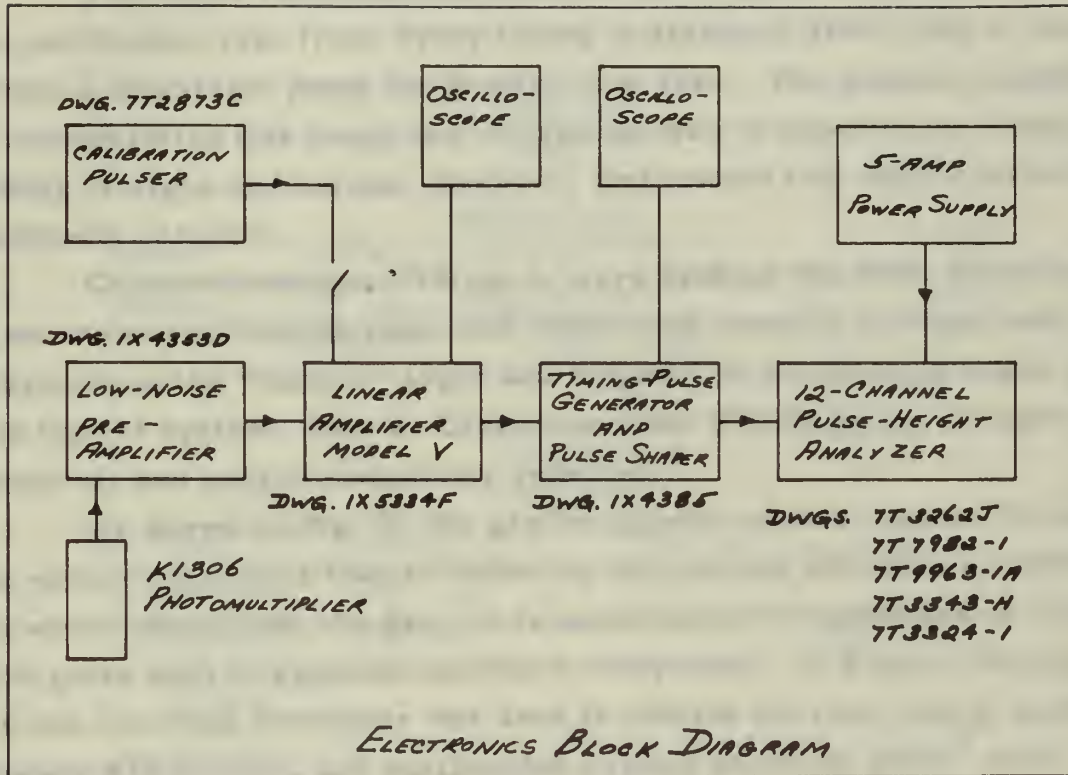 DWG. 7T2873C
CALIBRATION
PULSER
OSCILLO-
SCOPE
OSCILLO-
SCOPE
5-AMP
POWER SUPPLY
DWG. 1X4353D
LOW-NOISE
PRE-
AMPLIFIER
LINEAR
AMPLIFIER
MODEL V
DWG. 1X5334F
TIMING-PULSE
GENERATOR
AND
PULSE SHAPER
DWG. 1X4385
12-CHANNEL
PULSE-HEIGHT
ANALYZER
DWGS. 7T3262J
7T7982-1
7T9963-1A
7T3343-H
7T3324-1
K1306
PHOTOMULTIPLIER
ELECTRONICS BLOCK DIAGRAM